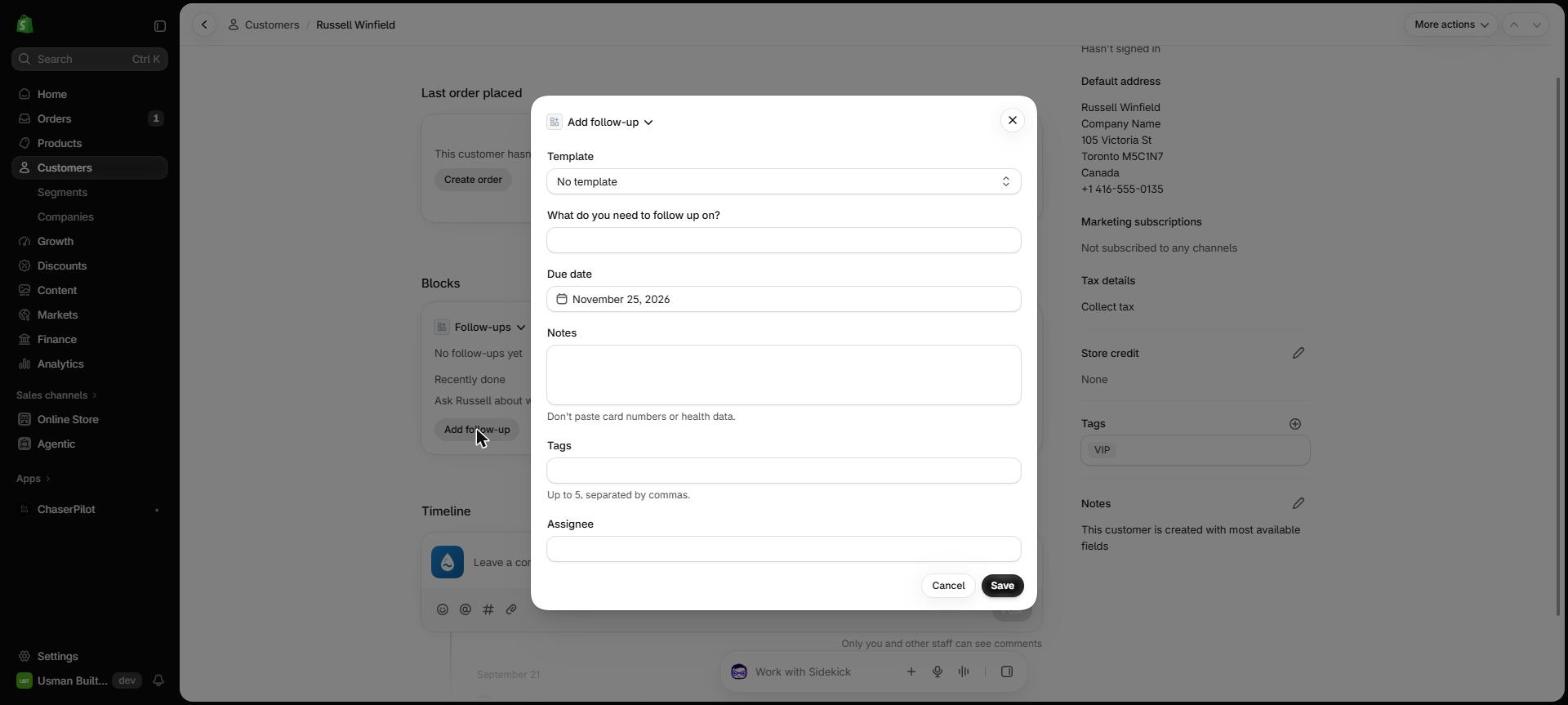 Customers / Russell Winfield
More actions
Search Ctrl K
Home
Orders 1
Products
Customers
Segments
Companies
Growth
Discounts
Content
Markets
Finance
Analytics
Sales channels
Online Store
Agentic
Apps
ChaserPilot
Settings
Usman Built... dev
Last order placed
This customer hasn
Create order
Blocks
Follow-ups
No follow-ups yet
Recently done
Ask Russell about
Add follow-up
Timeline
Leave a
Only you and other staff can see comments
September 21
Work with Sidekick
Add follow-up
Template
No template
What do you need to follow up on?
Due date
November 25, 2026
Notes
Don't paste card numbers or health data.
Tags
Up to 5, separated by commas.
Assignee
Cancel
Save
Hasn't signed in
Default address
Russell Winfield
Company Name
105 Victoria St
Toronto M5C1N7
Canada
+1 416-555-0135
Marketing subscriptions
Not subscribed to any channels
Tax details
Collect tax
Store credit
None
Tags
VIP
Notes
This customer is created with most available
fields